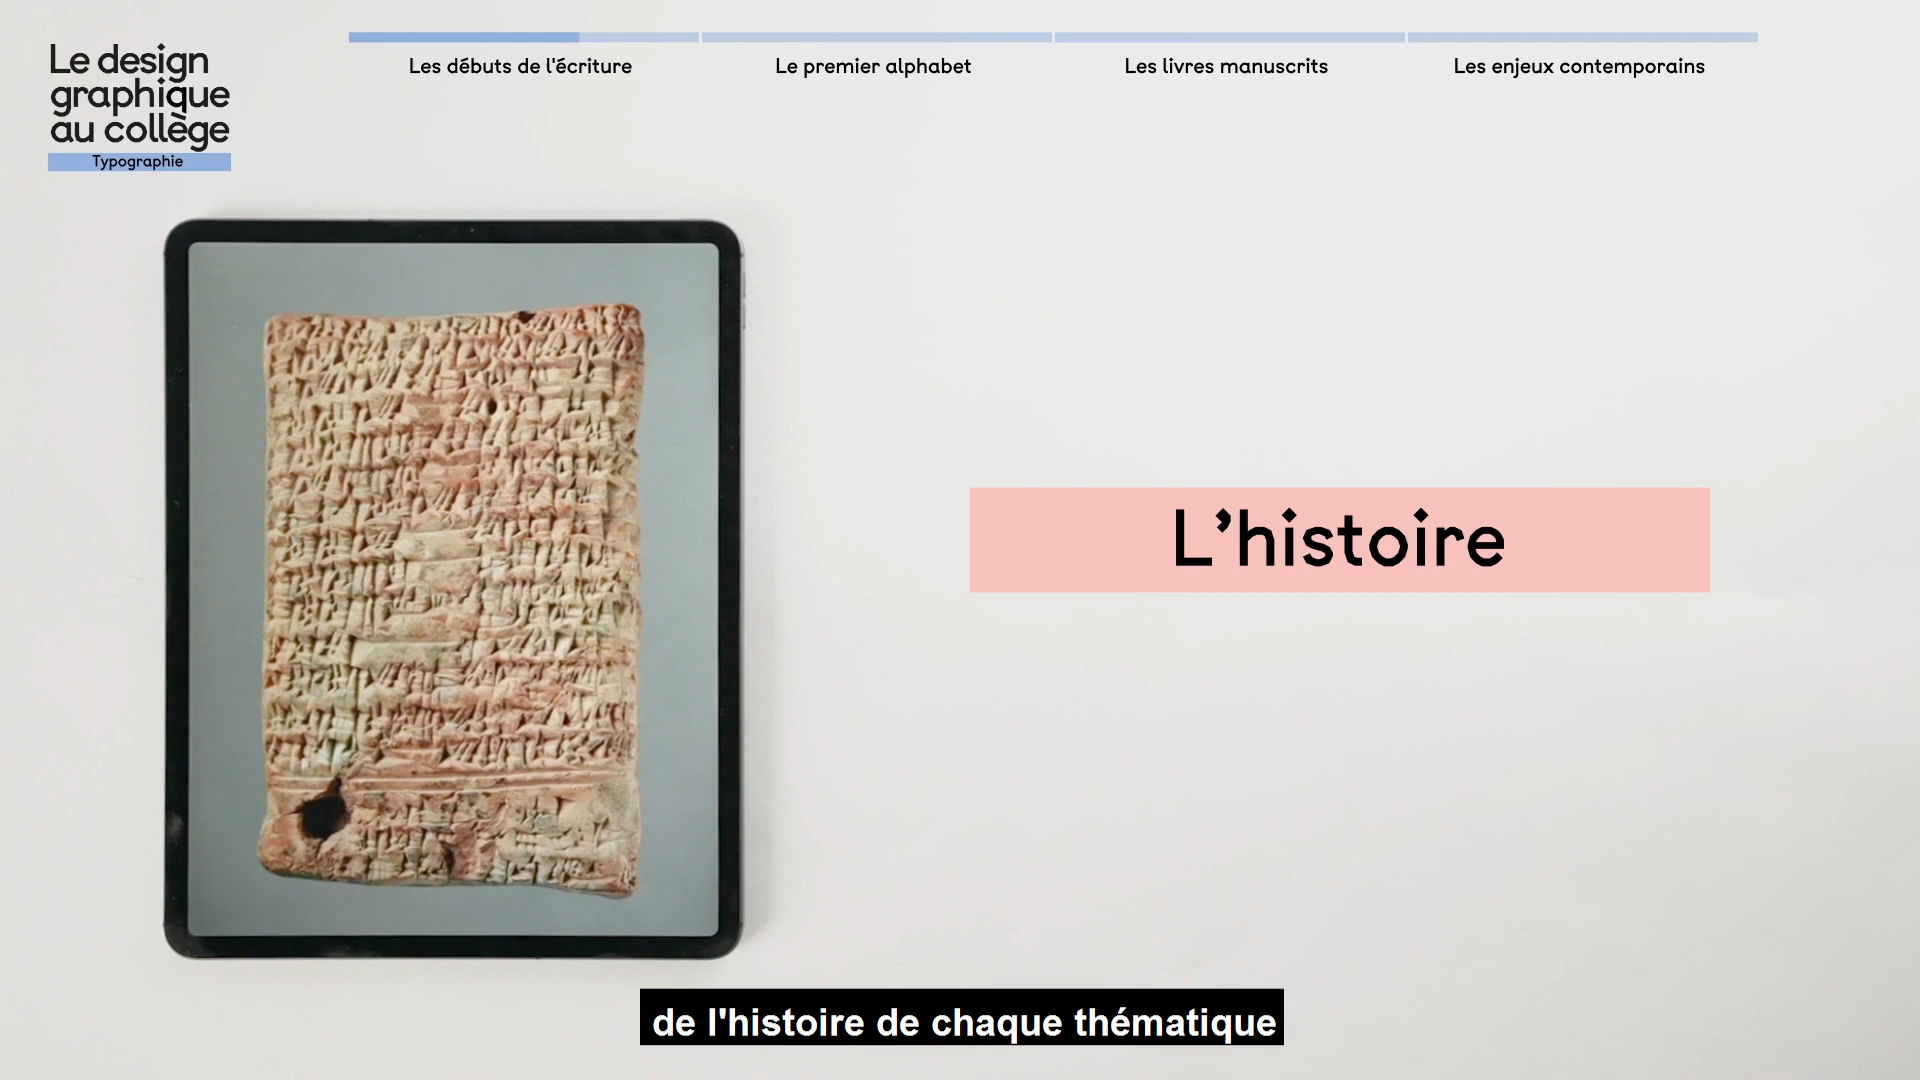 Le design
graphique
au collège
Typographie
Les débuts de l'écriture
Le premier alphabet
Les livres manuscrits
Les enjeux contemporains
L’histoire
de l'histoire de chaque thématique